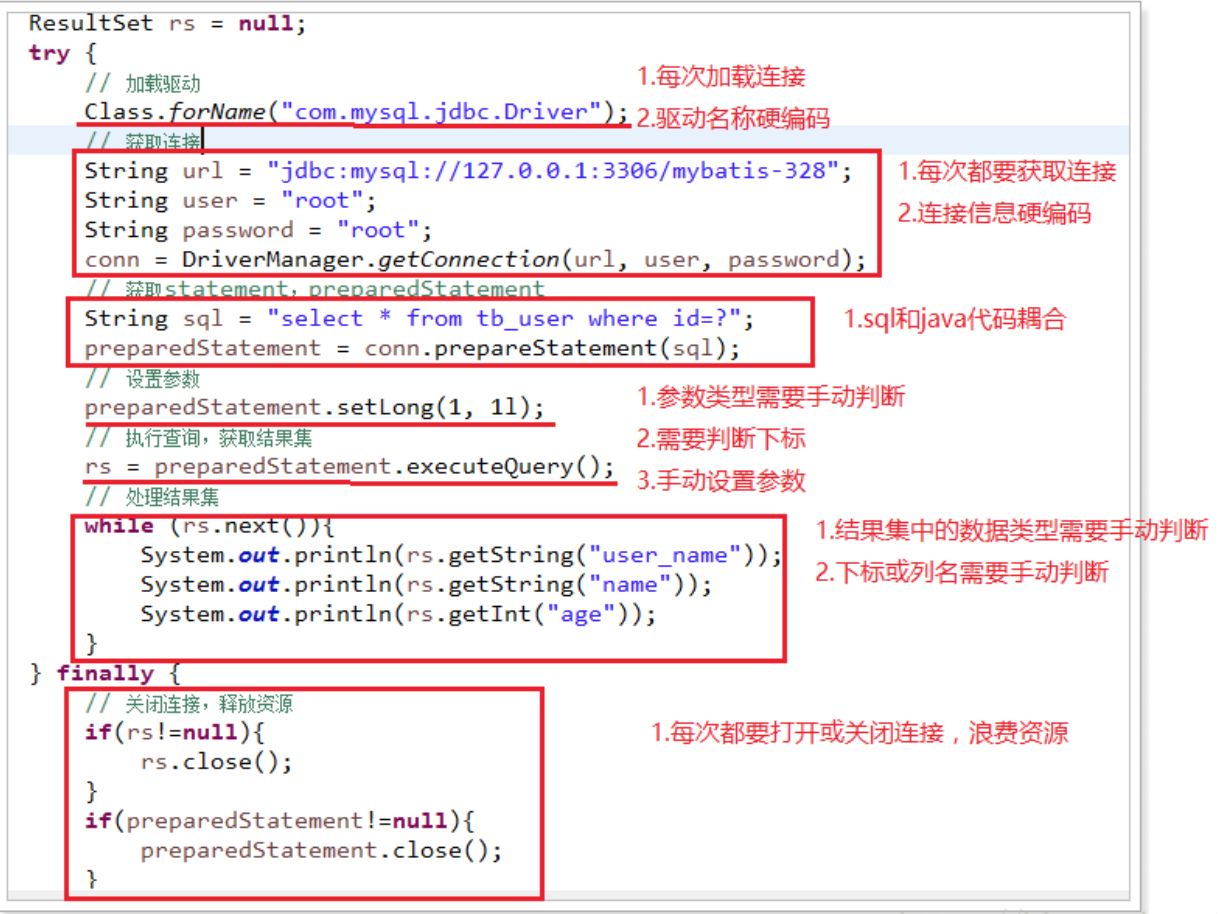 ResultSet rs = null;
try {
// 加载驱动
1.每次加载连接
Class.forName("com.mysql.jdbc.Driver");
2.驱动名称硬编码
// 获取连接
String url = "jdbc:mysql://127.0.0.1:3306/mybatis-328";
1.每次都要获取连接
String user = "root";
2.连接信息硬编码
String password = "root";
conn = DriverManager.getConnection(url, user, password);
// 获取statement，preparedStatement
String sql = "select * from tb_user where id=?";
1.sql和java代码耦合
preparedStatement = conn.prepareStatement(sql);
// 设置参数
1.参数类型需要手动判断
preparedStatement.setLong(1, 1l);
// 执行查询，获取结果集
2.需要判断下标
rs = preparedStatement.executeQuery();
3.手动设置参数
// 处理结果集
while (rs.next()){
1.结果集中的数据类型需要手动判断
System.out.println(rs.getString("user_name"));
2.下标或列名需要手动判断
System.out.println(rs.getString("name"));
System.out.println(rs.getInt("age"));
}
} finally {
// 关闭连接，释放资源
if(rs!=null){
1.每次都要打开或关闭连接，浪费资源
rs.close();
}
if(preparedStatement!=null){
preparedStatement.close();
}